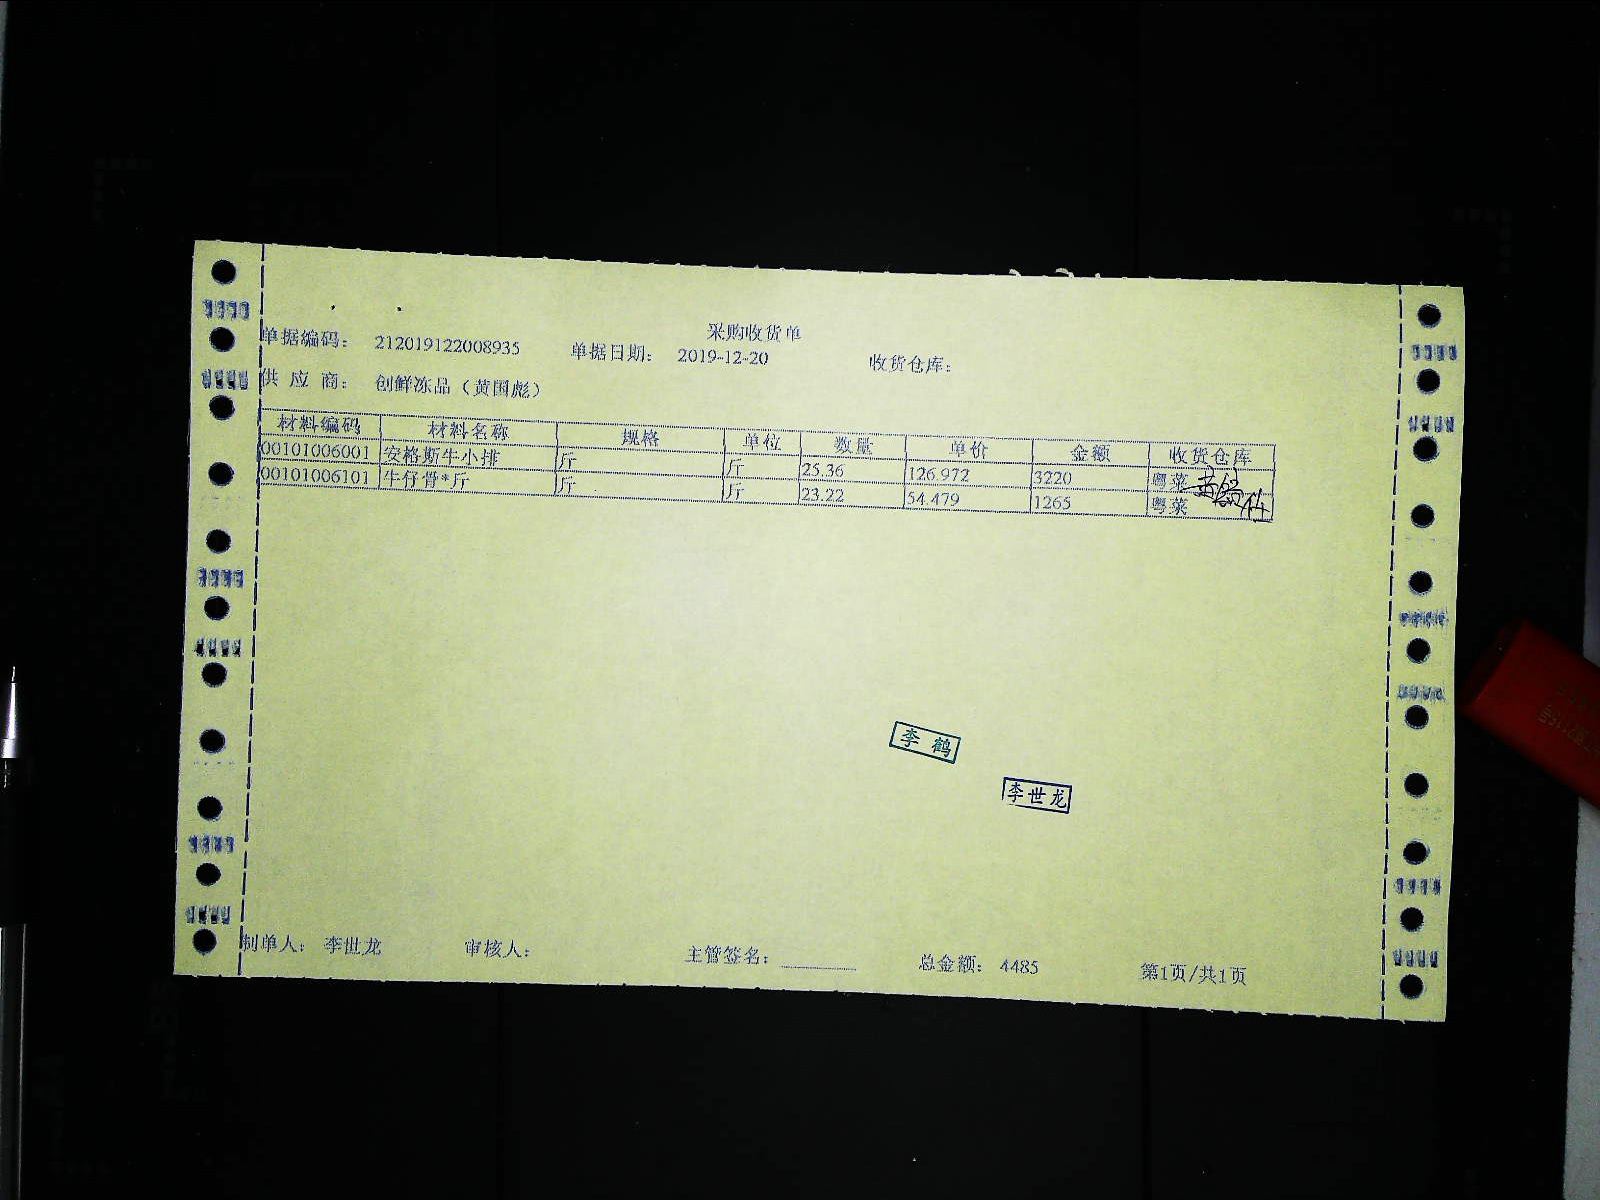 采购收货单
单据编码: 212019122008935 单据日期: 2019-12-20 收货仓库:
供 应 商: 创鲜冻品（黄国彪）
材料编码 材料名称 规格 单位 数量 单价 金额 收货仓库
00101006001 安格斯牛小排 斤 斤 25.36 126.972 3220 粤菜
00101006101 牛仔骨*斤 斤 斤 23.22 54.479 1265 粤菜
李 鹤
李世龙
制单人: 李世龙 审核人: 主管签名: 总金额: 4485 第1页/共1页